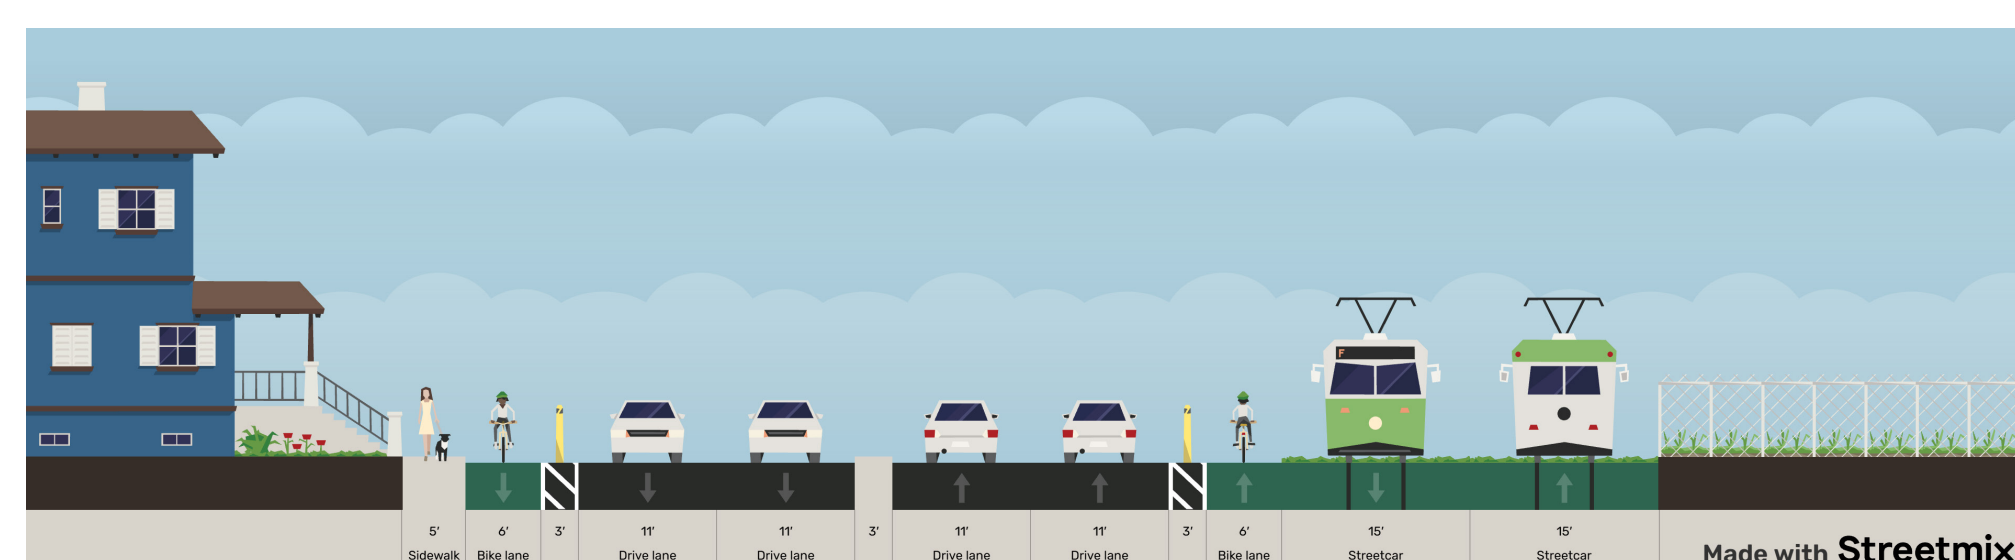 F
5′ 6′ 3′ 11′ 11′ 3′ 11′ 11′ 3′ 6′ 15′ 15′
Sidewalk Bike lane Drive lane Drive lane Drive lane Drive lane Bike lane Streetcar Streetcar
Made with Streetmix